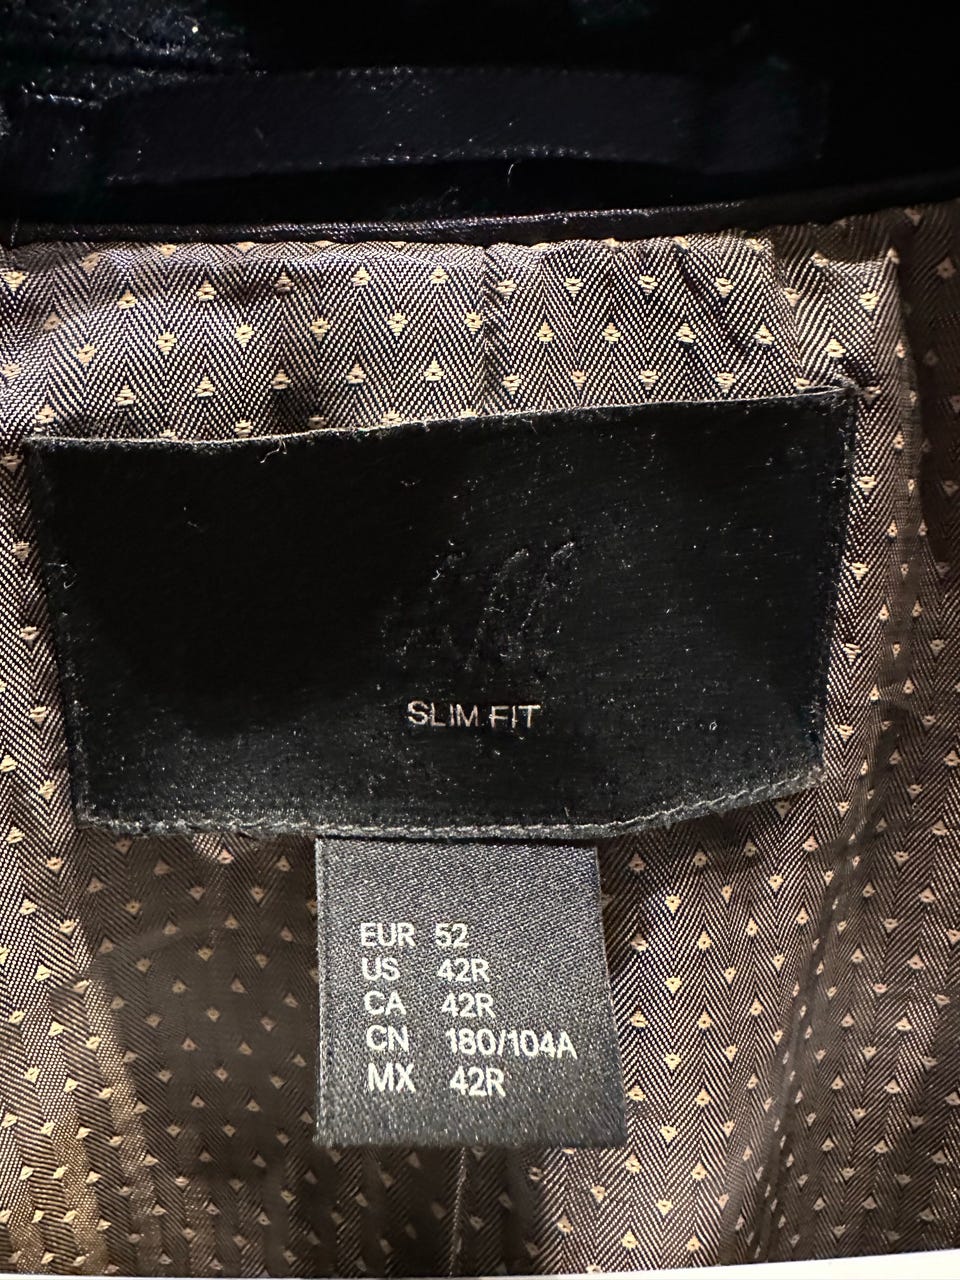 SLIM FIT
EUR 52
US 42R
CA 42R
CN 180/104A
MX 42R